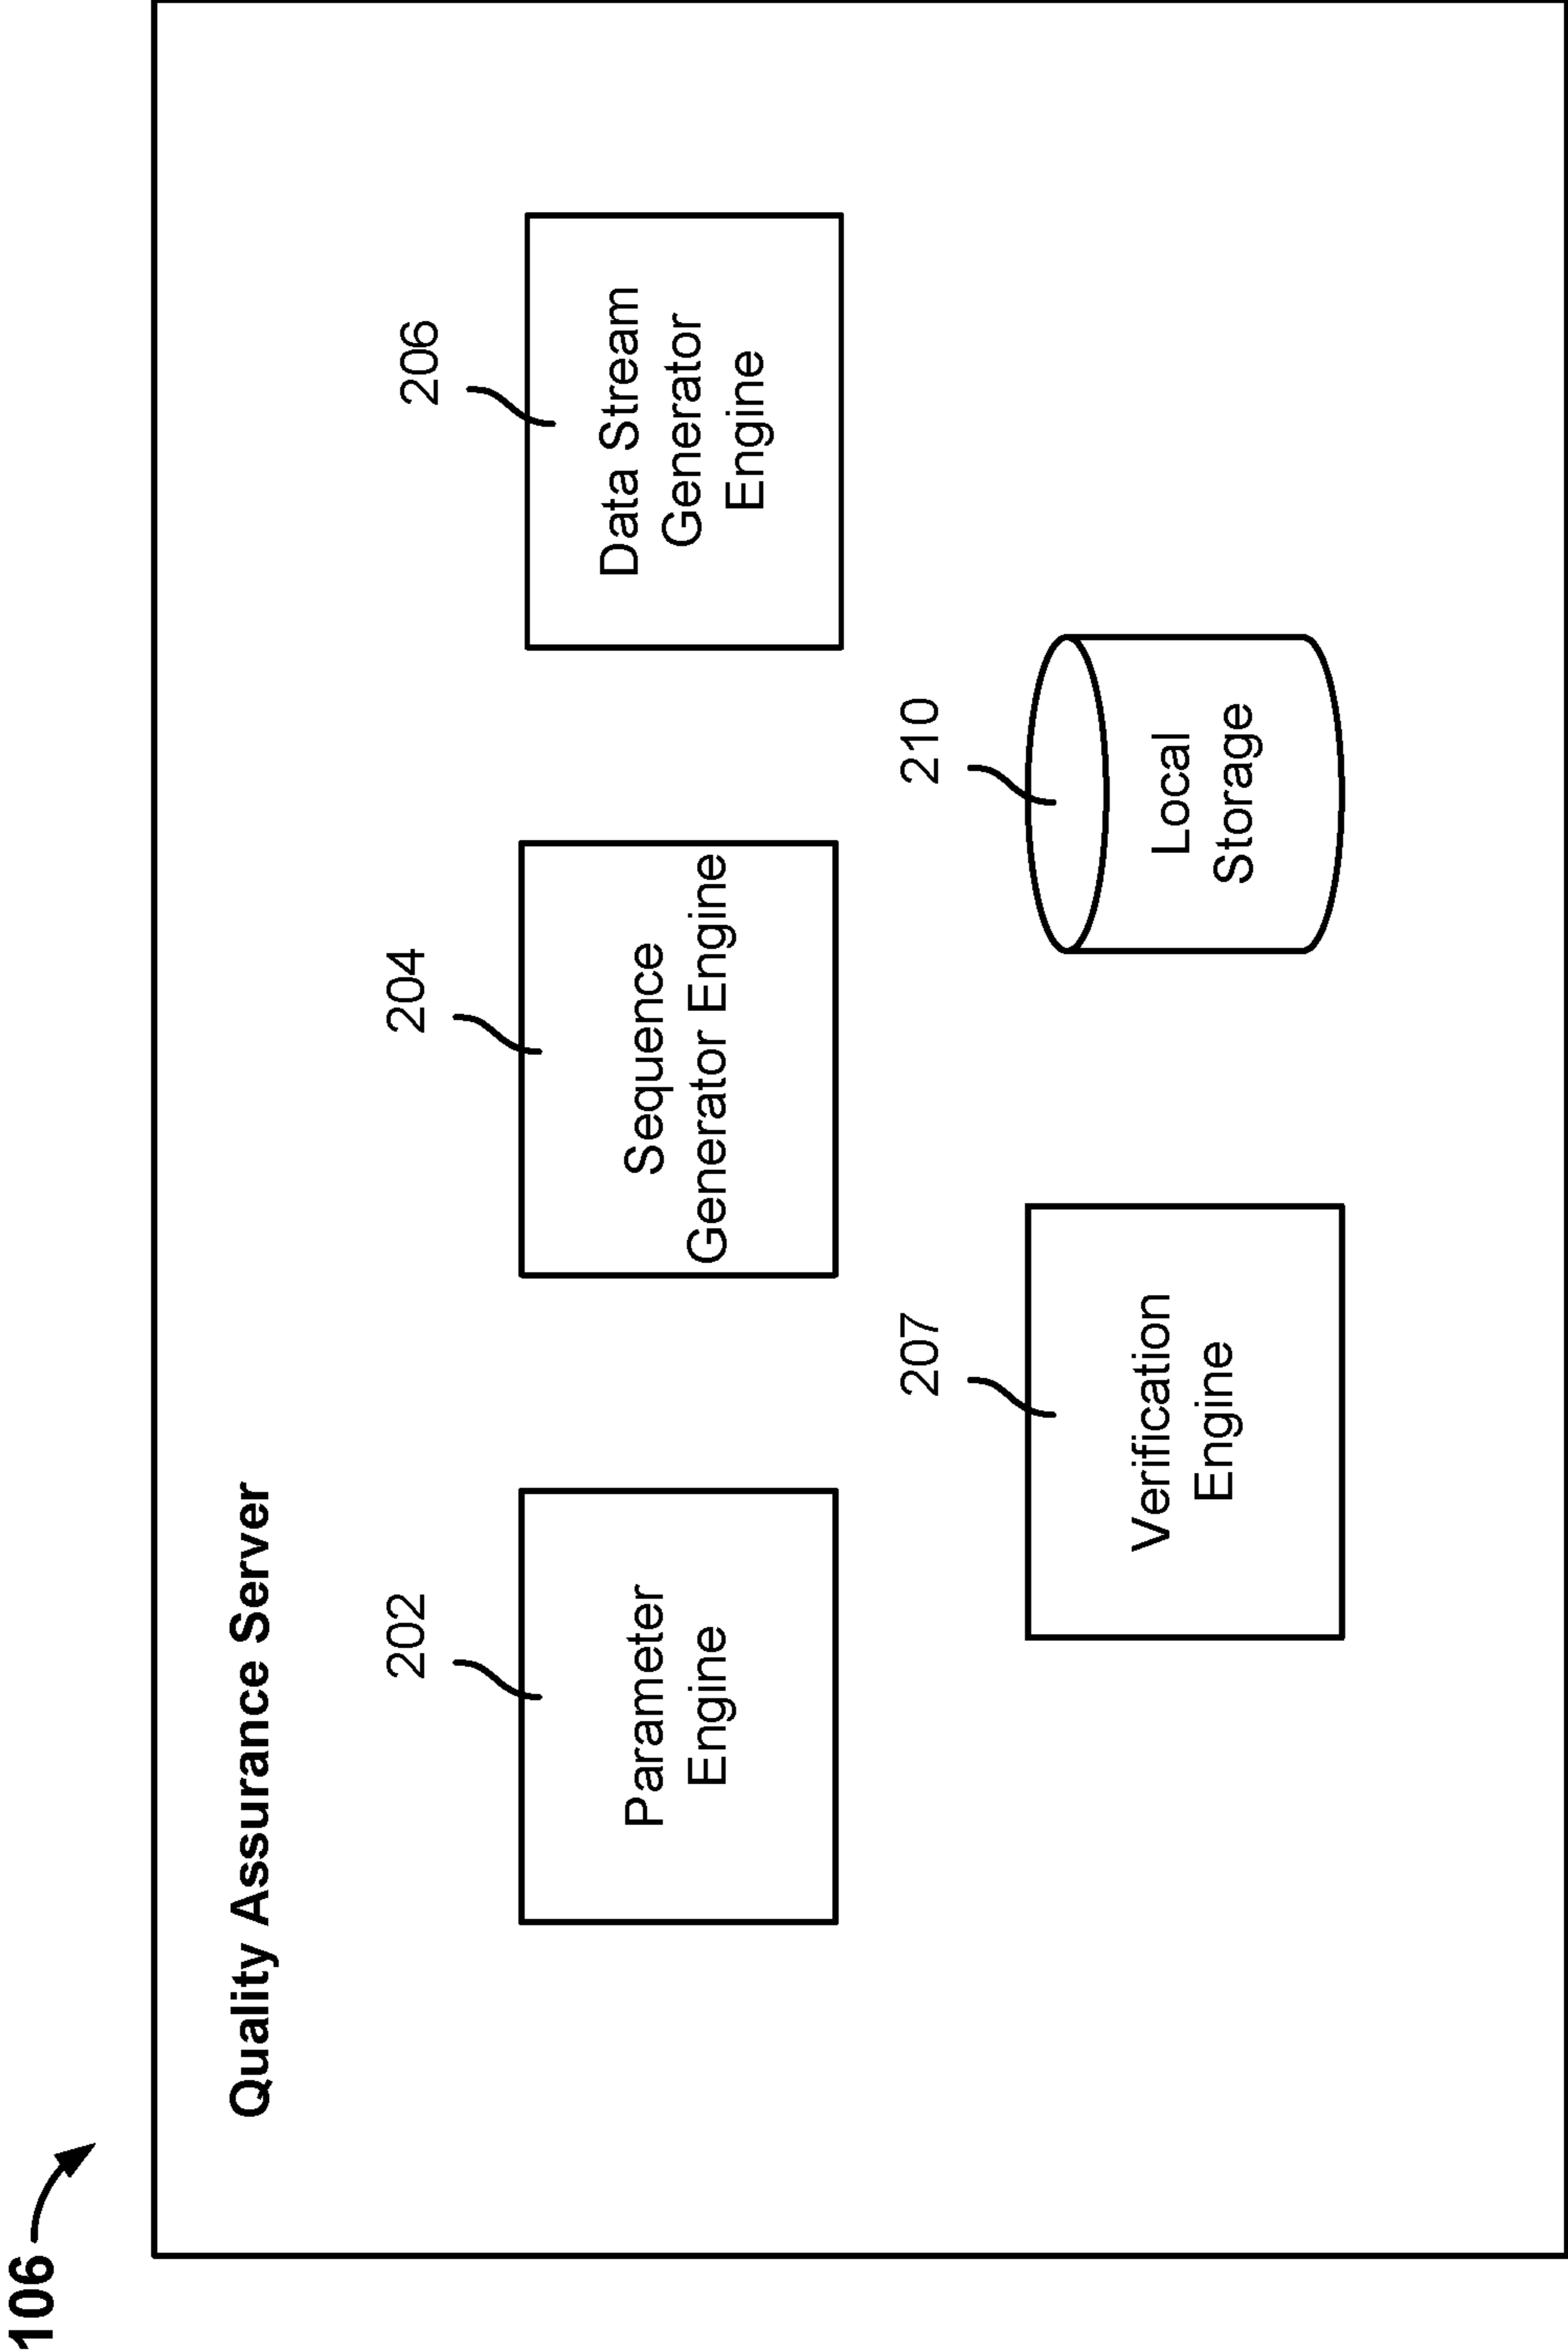 106
Quality Assurance Server
202
Parameter
Engine
204
Sequence
Generator Engine
206
Data Stream
Generator
Engine
207
Verification
Engine
210
Local
Storage